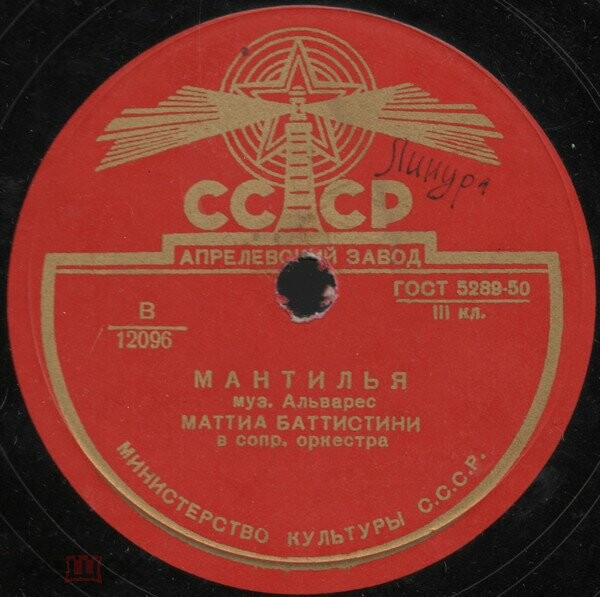 СССР
АПРЕЛЕВСКИЙ ЗАВОД
ГОСТ 5289-50
III кл.
В
12096
МАНТИЛЬЯ
муз. Альварес
МАТТИА БАТТИСТИНИ
в сопр. оркестра
МИНИСТЕРСТВО КУЛЬТУРЫ С.С.С.Р.